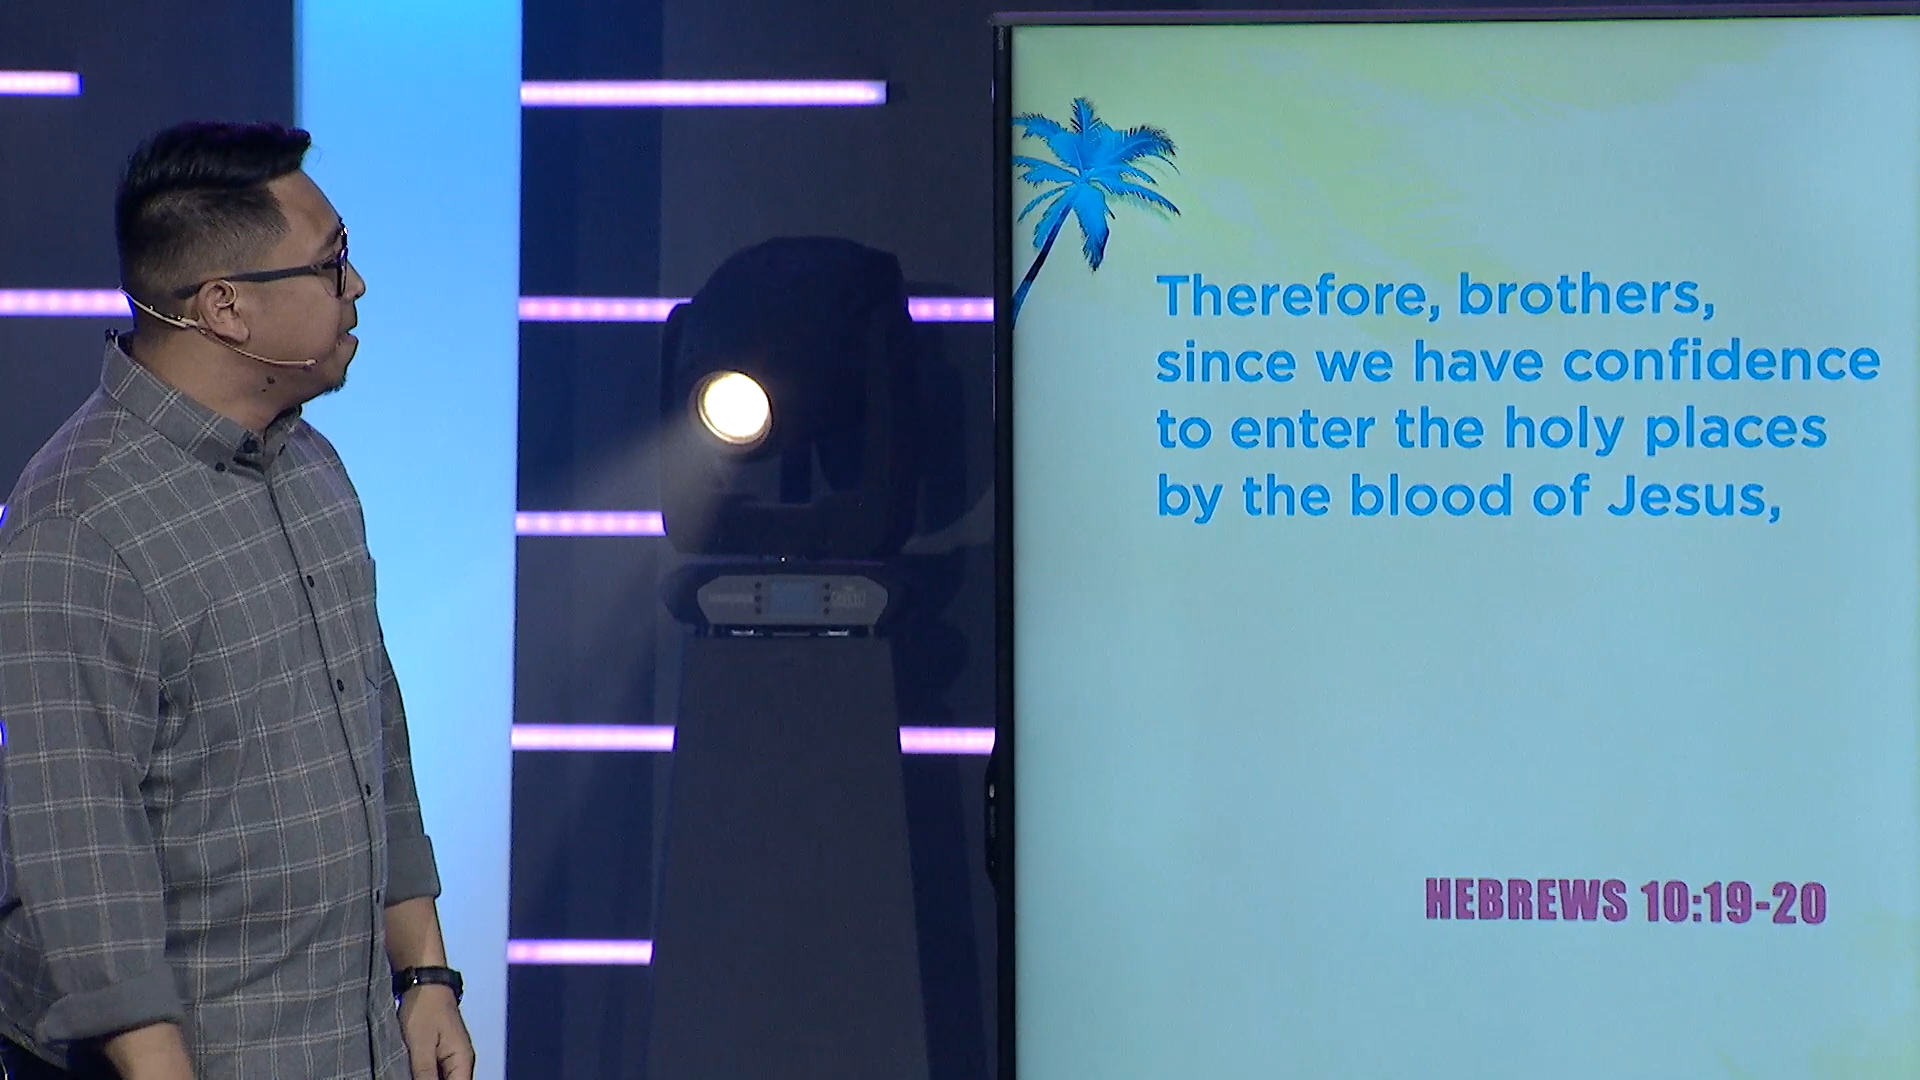 Therefore, brothers,
since we have confidence
to enter the holy places
by the blood of Jesus,
HEBREWS 10:19-20